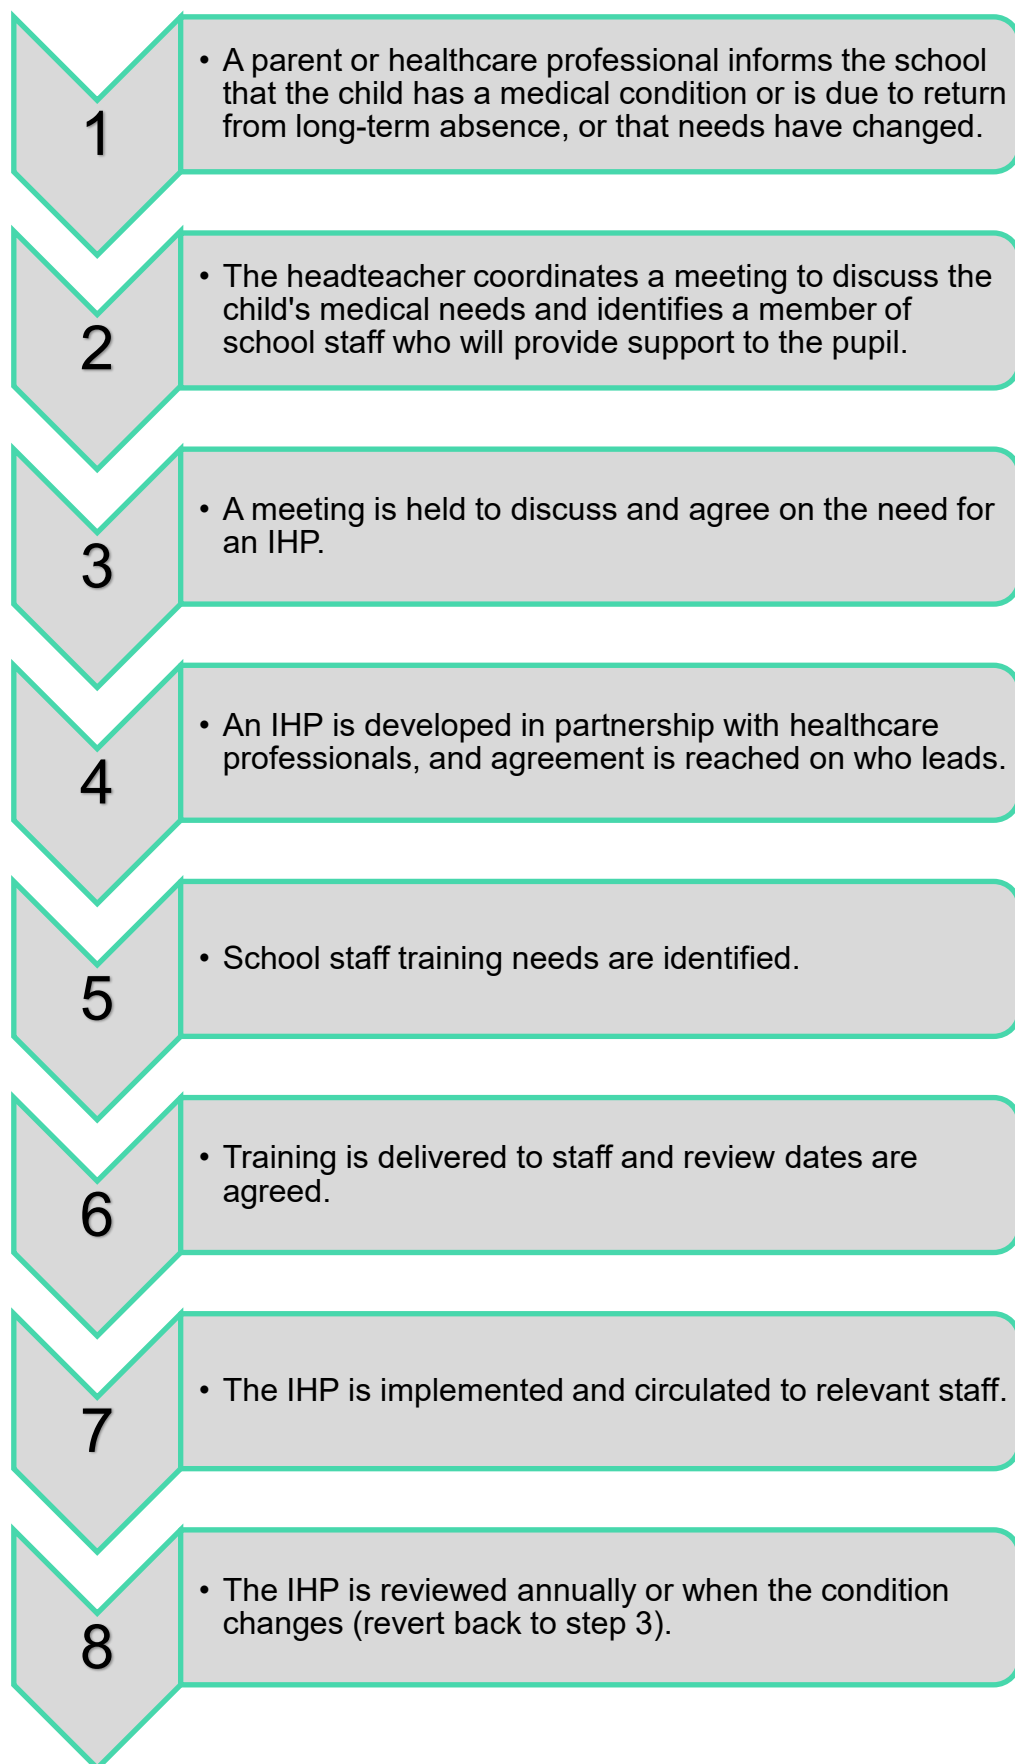 1
• A parent or healthcare professional informs the school
that the child has a medical condition or is due to return
from long-term absence, or that needs have changed.
2
• The headteacher coordinates a meeting to discuss the
child's medical needs and identifies a member of
school staff who will provide support to the pupil.
3
• A meeting is held to discuss and agree on the need for
an IHP.
4
• An IHP is developed in partnership with healthcare
professionals, and agreement is reached on who leads.
5
• School staff training needs are identified.
6
• Training is delivered to staff and review dates are
agreed.
7
• The IHP is implemented and circulated to relevant staff.
8
• The IHP is reviewed annually or when the condition
changes (revert back to step 3).